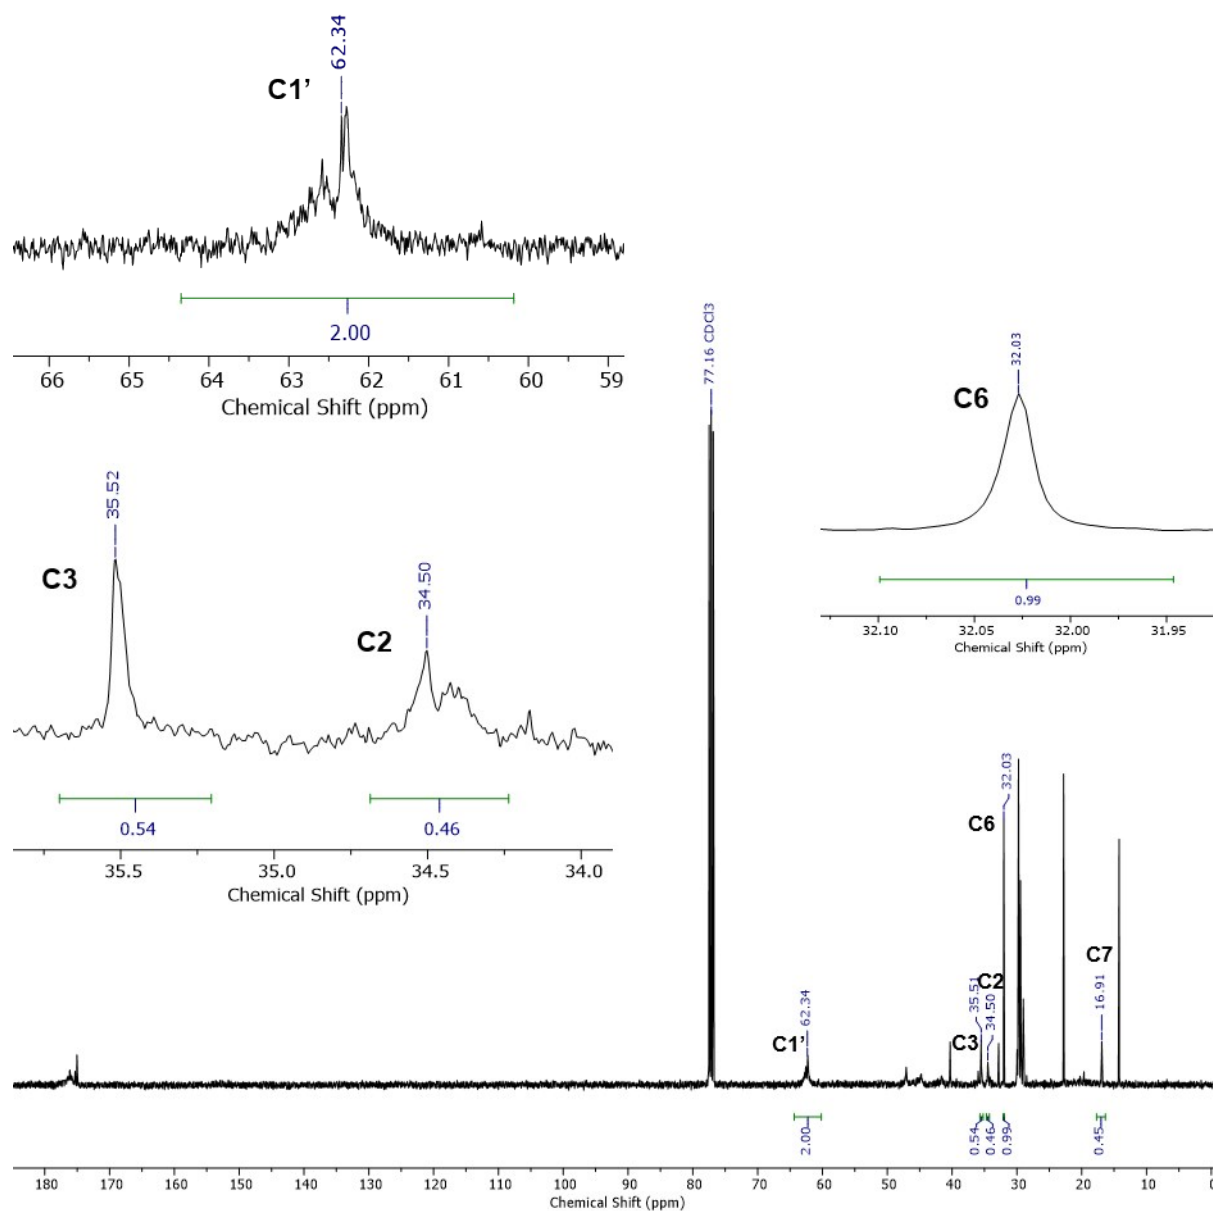 62.34
C1’
2.00
66 65 64 63 62 61 60 59
Chemical Shift (ppm)
35.52
C3
34.50
C2
0.54
0.46
35.5 35.0 34.5 34.0
Chemical Shift (ppm)
77.16 CDCl3
32.03
C6
0.99
32.10 32.05 32.00 31.95
Chemical Shift (ppm)
C1’
62.34
C3
35.51
C2
34.50
C6
32.03
C7
16.91
2.00
0.54
0.46
0.99
0.45
180 170 160 150 140 130 120 110 100 90 80 70 60 50 40 30 20 10 0
Chemical Shift (ppm)